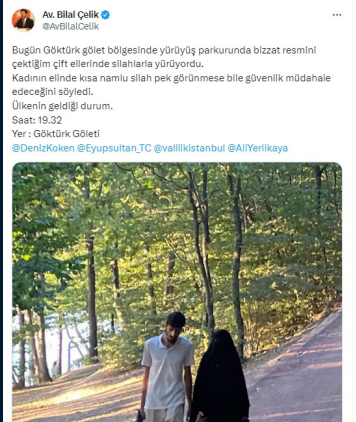 Av. Bilal Çelik
@AvBilalCelik
Bugün Göktürk gölet bölgesinde yürüyüş parkurunda bizzat resmini
çektiğim çift ellerinde silahlarla yürüyordu.
Kadının elinde kısa namlu silah pek görünmese bile güvenlik müdahale
edeceğini söyledi.
Ülkenin geldiği durum.
Saat: 19.32
Yer : Göktürk Göleti
@DenizKoken @Eyupsultan_TC @valilikistanbul @AliYerlikaya